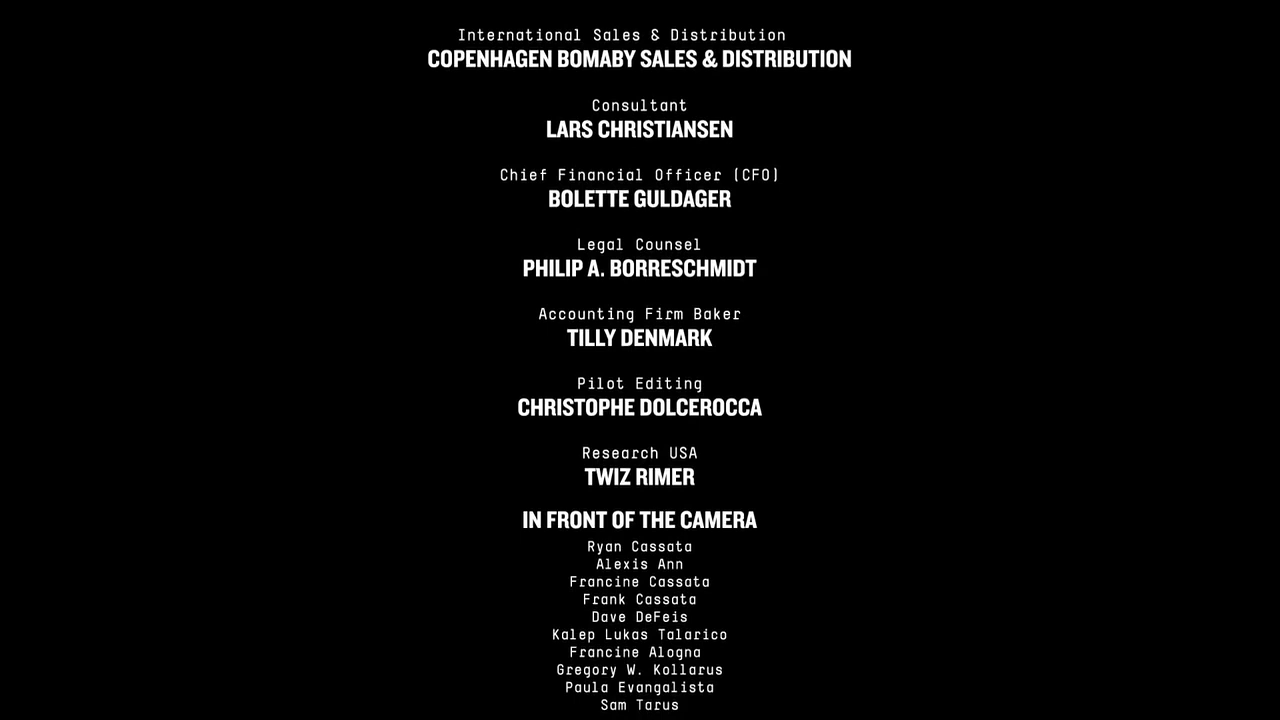 International Sales & Distribution
COPENHAGEN BOMABY SALES & DISTRIBUTION
Consultant
LARS CHRISTIANSEN
Chief Financial Officer (CFO)
BOLETTE GULDAGER
Legal Counsel
PHILIP A. BORRESCHMIDT
Accounting Firm Baker
TILLY DENMARK
Pilot Editing
CHRISTOPHE DOLCEROCCA
Research USA
TWIZ RIMER
IN FRONT OF THE CAMERA
Ryan Cassata
Alexis Ann
Francine Cassata
Frank Cassata
Dave DeFeis
Kalep Lukas Talarico
Francine Alogna
Gregory W. Kollarus
Paula Evangalista
Sam Tarus